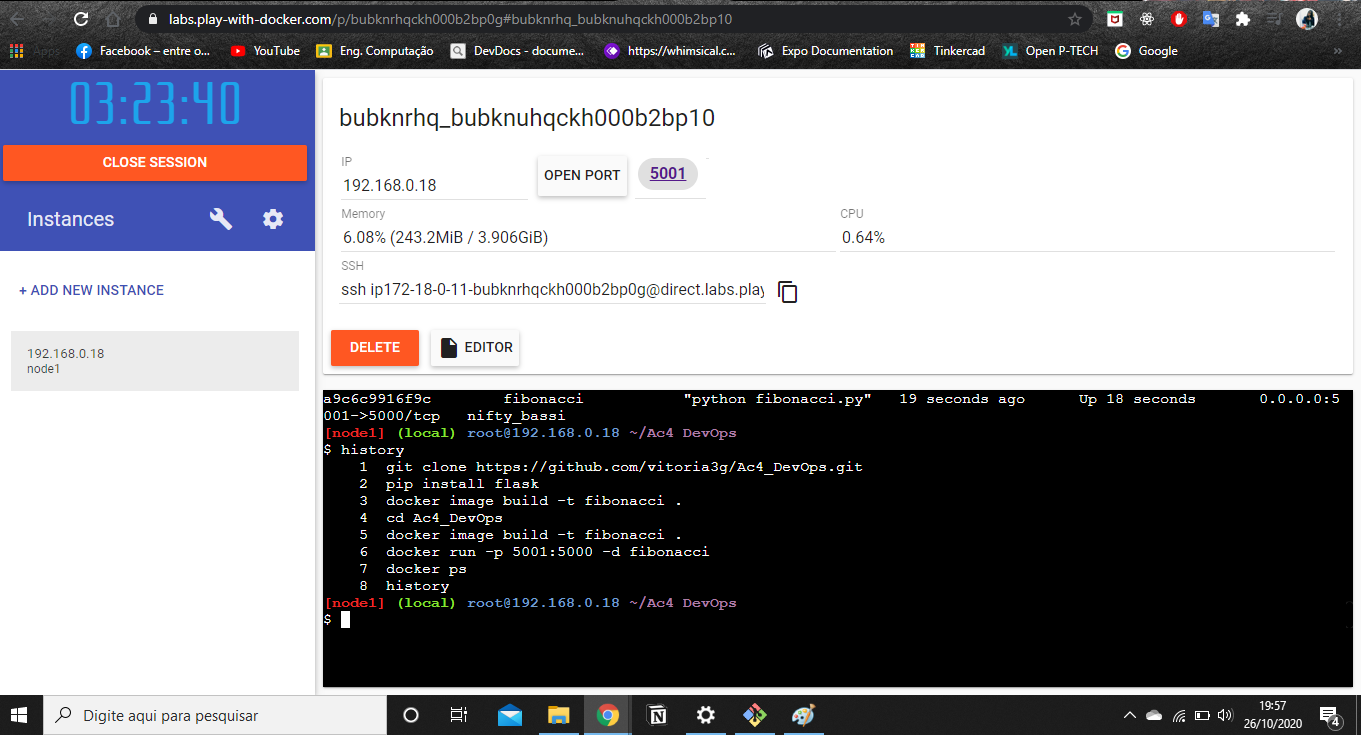 labs.play-with-docker.com/p/bubknrhqckh000b2bp0g#bubknrhq_bubknuhqckh000b2bp10
Apps Facebook – entre o... YouTube Eng. Computação DevDocs - docume... https://whimsical.c... Expo Documentation Tinkercad Open P-TECH Google »
03:23:40
CLOSE SESSION
Instances
+ ADD NEW INSTANCE
192.168.0.18
node1
bubknrhq_bubknuhqckh000b2bp10
IP
192.168.0.18
OPEN PORT
5001
Memory
6.08% (243.2MiB / 3.906GiB)
CPU
0.64%
SSH
ssh ip172-18-0-11-bubknrhqckh000b2bp0g@direct.labs.play
DELETE
EDITOR
a9c6c9916f9c fibonacci "python fibonacci.py" 19 seconds ago Up 18 seconds 0.0.0.0:5
001->5000/tcp nifty_bassi
[node1] (local) root@192.168.0.18 ~/Ac4_DevOps
$ history
1 git clone https://github.com/vitoria3g/Ac4_DevOps.git
2 pip install flask
3 docker image build -t fibonacci .
4 cd Ac4_DevOps
5 docker image build -t fibonacci .
6 docker run -p 5001:5000 -d fibonacci
7 docker ps
8 history
[node1] (local) root@192.168.0.18 ~/Ac4_DevOps
$
Digite aqui para pesquisar
19:57
26/10/2020
4